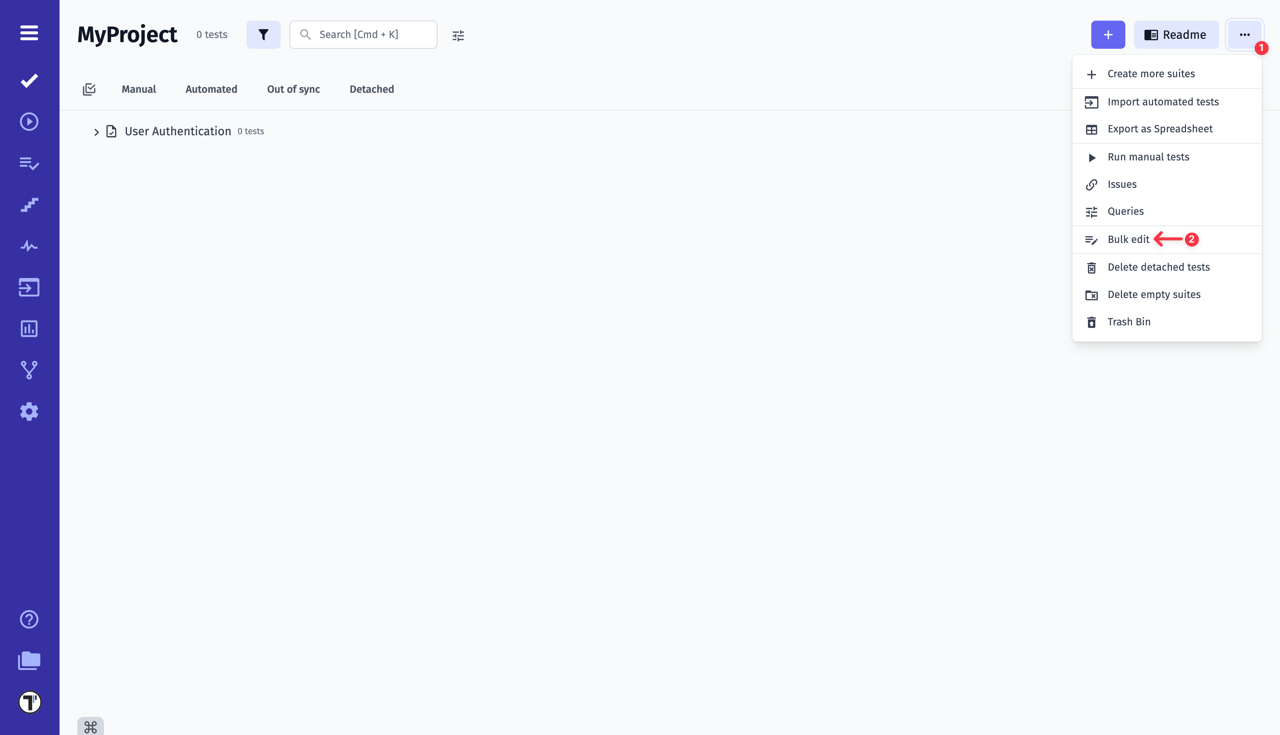 MyProject 0 tests Search [Cmd + K] + Readme ...
1
Manual Automated Out of sync Detached
User Authentication 0 tests
Create more suites
Import automated tests
Export as Spreadsheet
Run manual tests
Issues
Queries
Bulk edit 2
Delete detached tests
Delete empty suites
Trash Bin